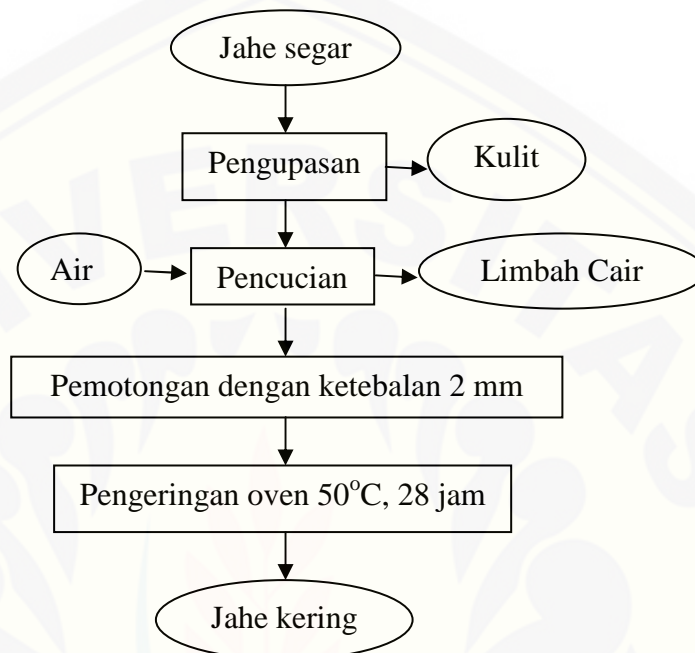 Jahe segar
Pengupasan
Kulit
Air
Pencucian
Limbah Cair
Pemotongan dengan ketebalan 2 mm
Pengeringan oven 50°C, 28 jam
Jahe kering
VERSITAS